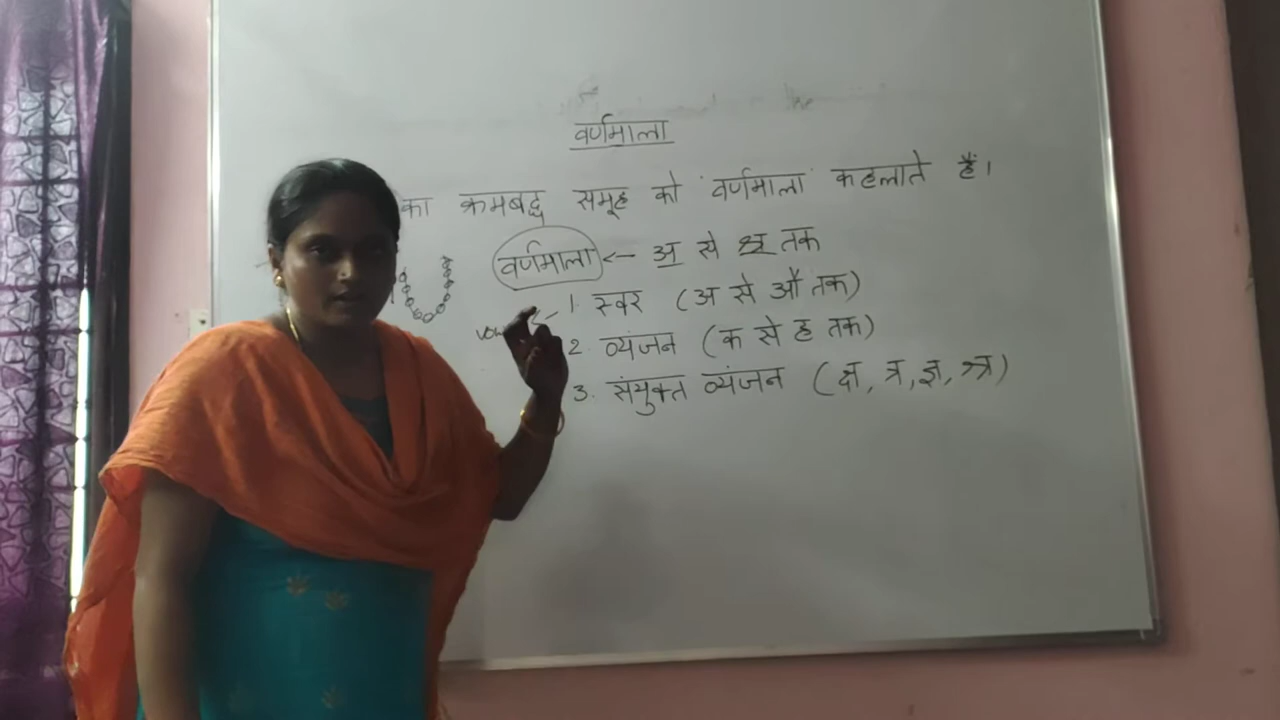 वर्णमाला
का क्रमबद्ध समूह को 'वर्णमाला' कहलाते हैं।
वर्णमाला <-- अ से श्र तक
1. स्वर (अ से औ तक)
2. व्यंजन (क से ह तक)
3. संयुक्त व्यंजन (क्ष, त्र, ज्ञ, श्र)